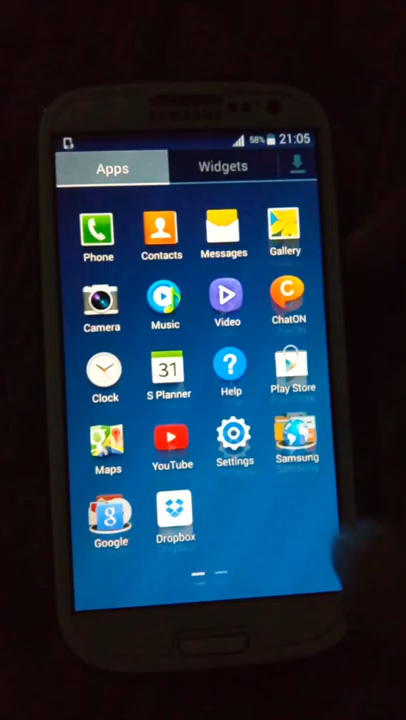 SAMSUNG
58% 21:05
Apps Widgets
Phone Contacts Messages Gallery
Camera Music Video ChatON
Clock 31 S Planner Help Play Store
Maps YouTube Settings Samsung
Google Dropbox